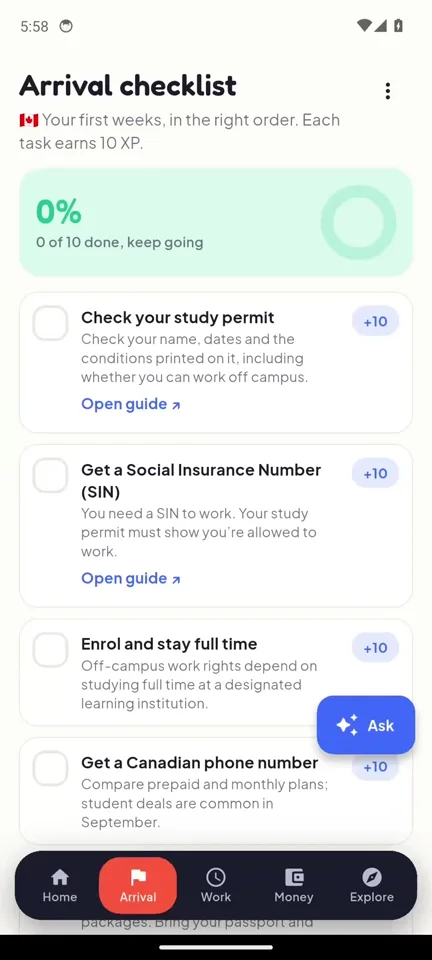 5:58
Arrival checklist
🇨🇦 Your first weeks, in the right order. Each
task earns 10 XP.
0%
0 of 10 done, keep going
Check your study permit
+10
Check your name, dates and the
conditions printed on it, including
whether you can work off campus.
Open guide ↗
Get a Social Insurance Number
(SIN)
+10
You need a SIN to work. Your study
permit must show you're allowed to
work.
Open guide ↗
Enrol and stay full time
+10
Off-campus work rights depend on
studying full time at a designated
learning institution.
Ask
Get a Canadian phone number
+10
Compare prepaid and monthly plans;
student deals are common in
September.
Home
Arrival
Work
Money
Explore
packages. Bring your passport and